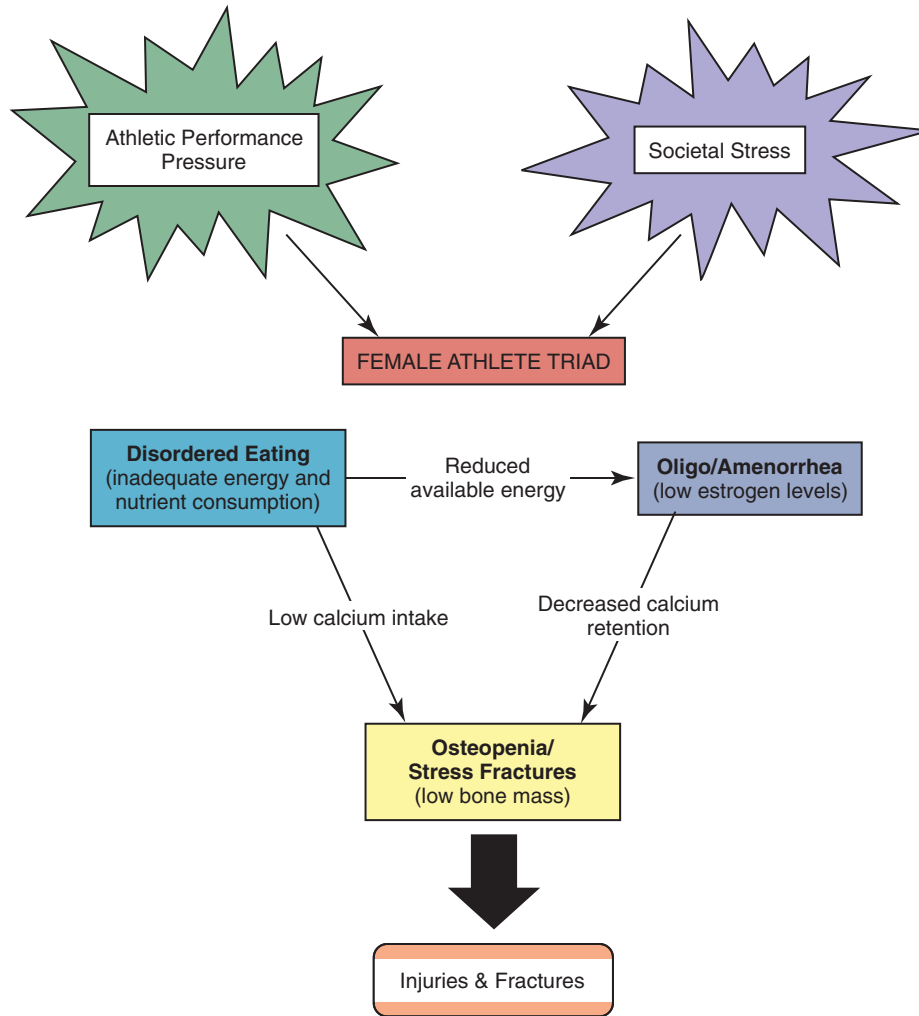 Athletic Performance
Pressure
Societal Stress
FEMALE ATHLETE TRIAD
Disordered Eating
(inadequate energy and
nutrient consumption)
Reduced
available energy
Oligo/Amenorrhea
(low estrogen levels)
Low calcium intake
Decreased calcium
retention
Osteopenia/
Stress Fractures
(low bone mass)
Injuries & Fractures